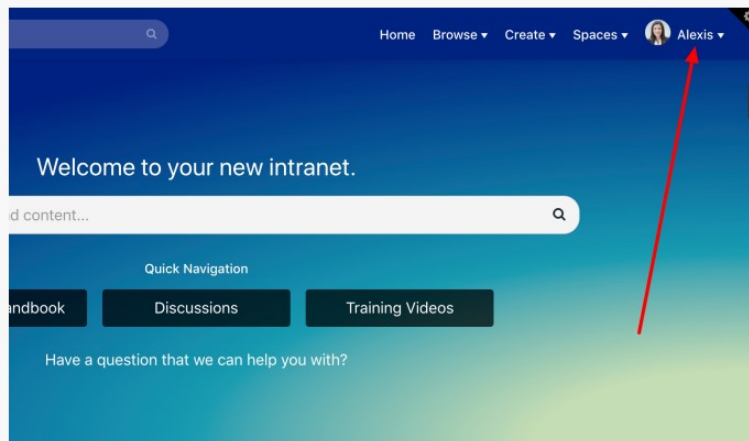 Home Browse ▾ Create ▾ Spaces ▾ Alexis ▾
Welcome to your new intranet.
content...
Quick Navigation
Discussions Training Videos
Have a question that we can help you with?